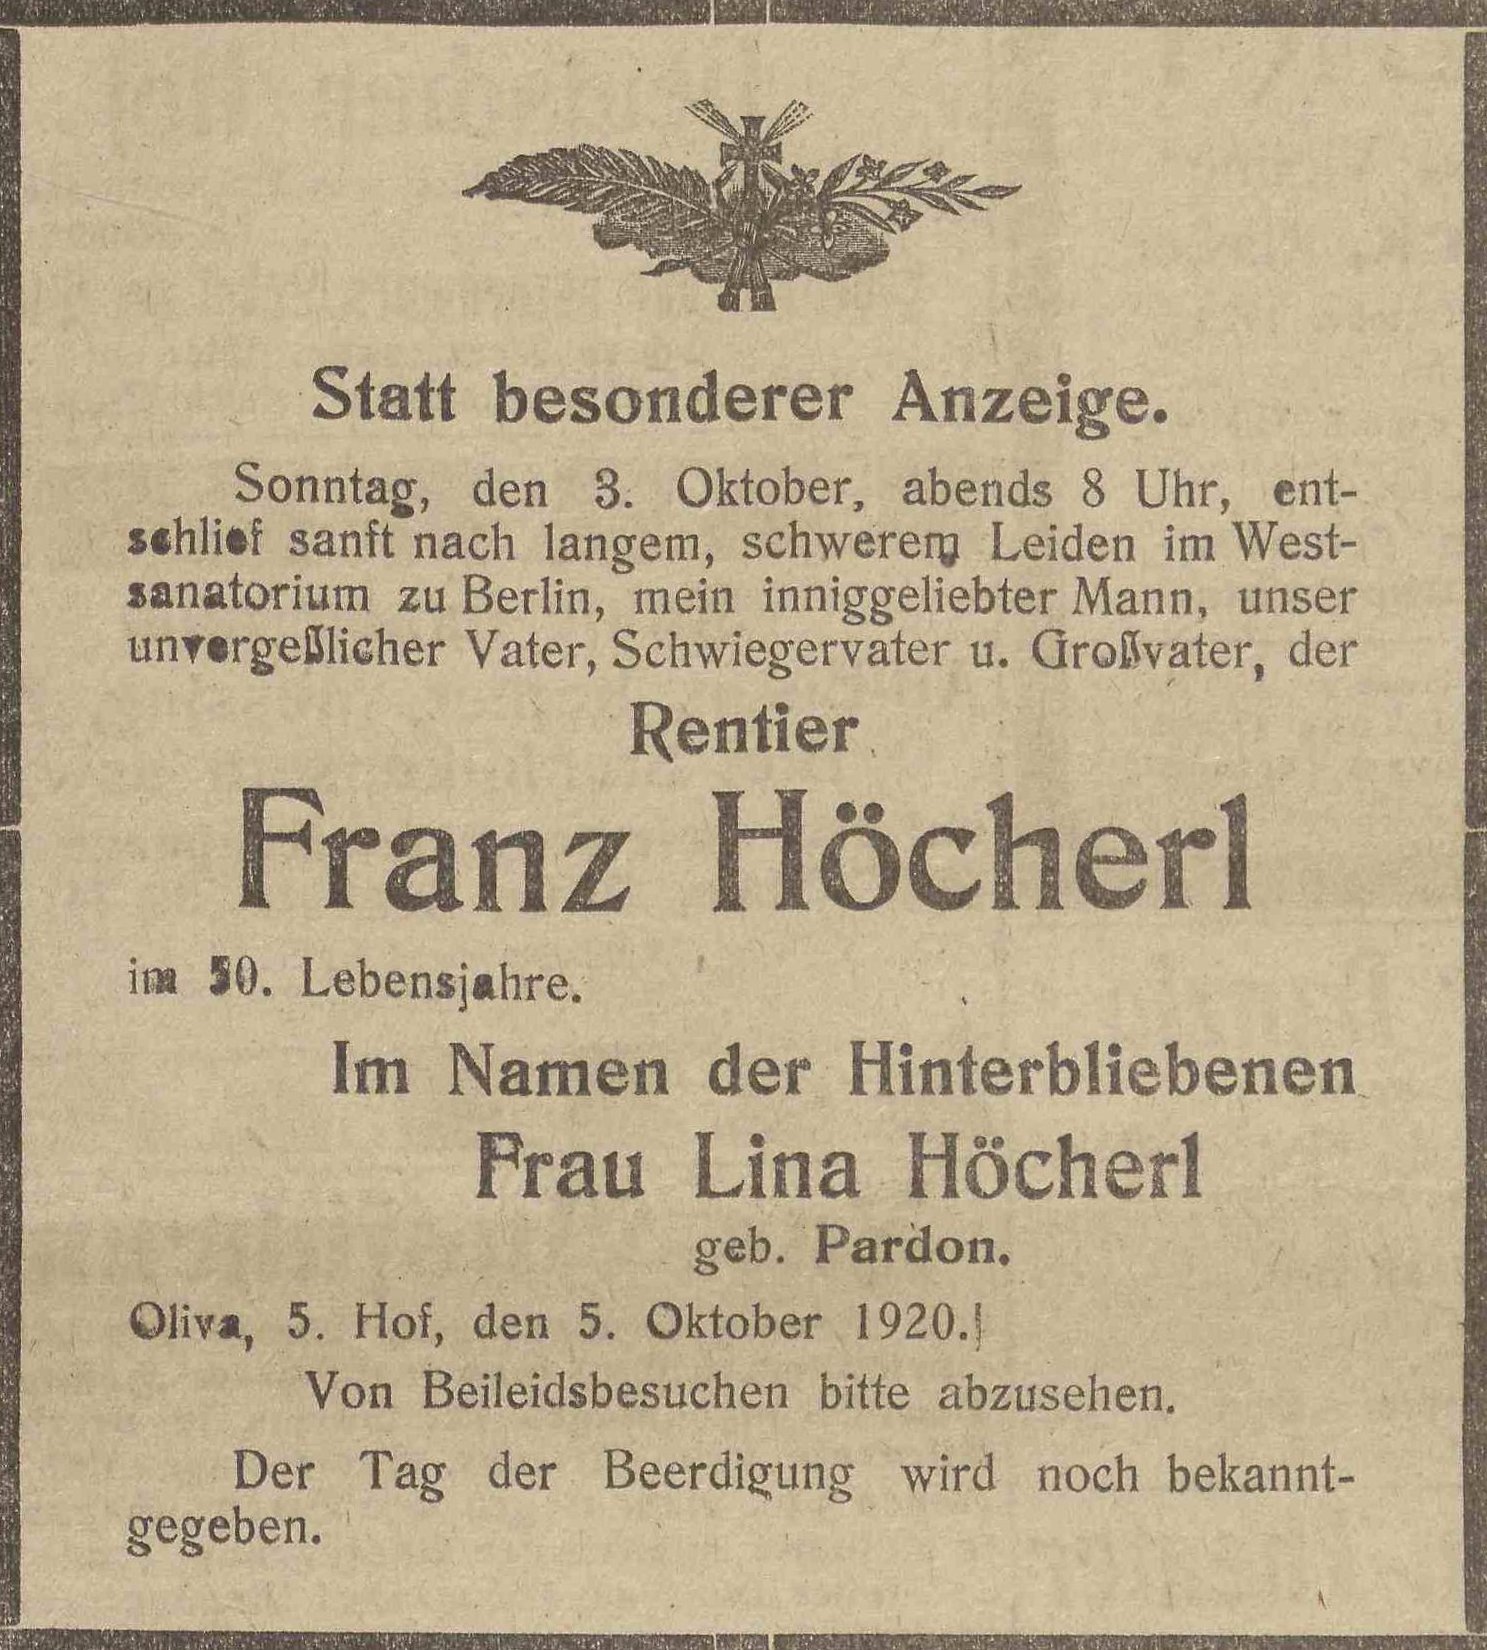 Statt besonderer Anzeige.
Sonntag, den 3. Oktober, abends 8 Uhr, ent-
schlief sanft nach langem, schwerem Leiden im West-
sanatorium zu Berlin, mein inniggeliebter Mann, unser
unvergeßlicher Vater, Schwiegervater u. Großvater, der
Rentier
Franz Höcherl
im 50. Lebensjahre.
Im Namen der Hinterbliebenen
Frau Lina Höcherl
geb. Pardon.
Oliva, 5. Hof, den 5. Oktober 1920.
Von Beileidsbesuchen bitte abzusehen.
Der Tag der Beerdigung wird noch bekannt-
gegeben.